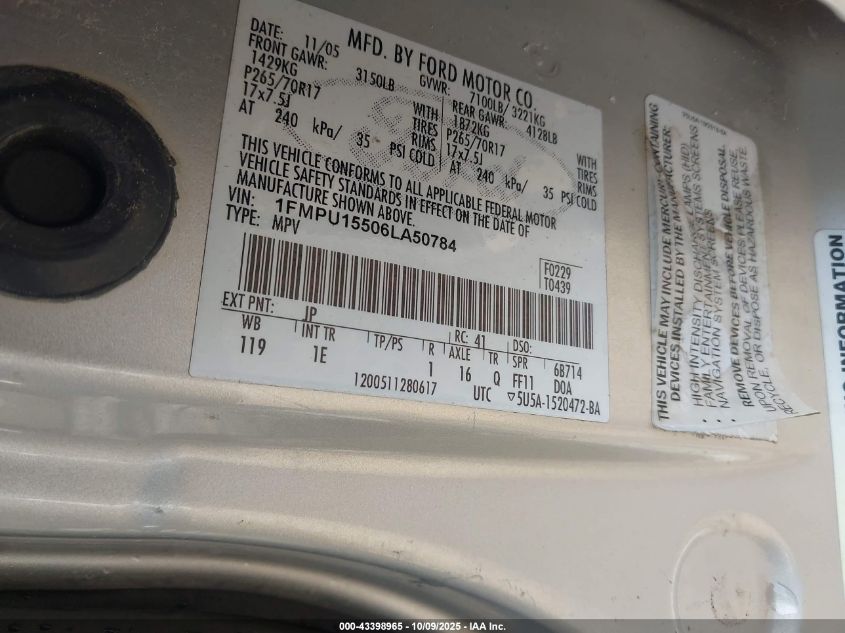 MFD. BY FORD MOTOR CO.
DATE: 11/05 GVWR: 7100LB/ 3221KG
FRONT GAWR: 3150LB REAR GAWR: 4128LB
1429KG WITH 1872KG WITH
P265/70R17 TIRES P265/70R17 TIRES
17x7.5J RIMS 17x7.5J RIMS
AT 240 kPa/ 35 PSI COLD AT 240 kPa/ 35 PSI COLD
THIS VEHICLE CONFORMS TO ALL APPLICABLE FEDERAL MOTOR
VEHICLE SAFETY STANDARDS IN EFFECT ON THE DATE OF
MANUFACTURE SHOWN ABOVE.
VIN: 1FMPU15506LA50784
TYPE: MPV
F0229
T0439
EXT PNT: JP RC: 41 DSO:
WB INT TR TP/PS R AXLE TR SPR 6B714
119 1E 1 16 Q FF11 DOA
1200511280617 UTC ▽5U5A-1520472-BA
THIS VEHICLE MAY INCLUDE MERCURY-CONTAINING
DEVICES INSTALLED BY THE MANUFACTURER:
• HIGH INTENSITY DISCHARGE LAMPS (HID)
• FAMILY ENTERTAINMENT SYSTEMS SCREENS
• NAVIGATION SYSTEM SCREENS
REMOVE DEVICES BEFORE VEHICLE DISPOSAL.
UPON REMOVAL OF DEVICES PLEASE REUSE,
RECYCLE, OR DISPOSE AS HAZARDOUS WASTE.
INFORMATION
000-43398965 - 10/09/2025 - IAA Inc.